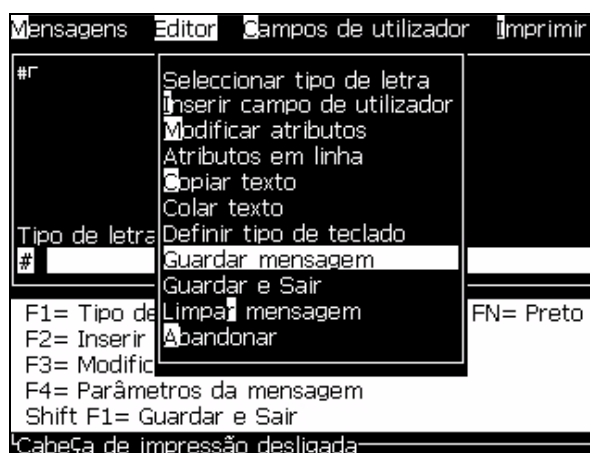 Mensagens Editor Campos de utilizador Imprimir
#
Seleccionar tipo de letra
Inserir campo de utilizador
Modificar atributos
Atributos em linha
Copiar texto
Colar texto
Definir tipo de teclado
Guardar mensagem
Guardar e Sair
Limpar mensagem
Abandonar
Tipo de letra
#
F1= Tipo de FN= Preto
F2= Inserir
F3= Modific
F4= Parâmetros da mensagem
Shift F1= Guardar e Sair
Cabeça de impressão desligada